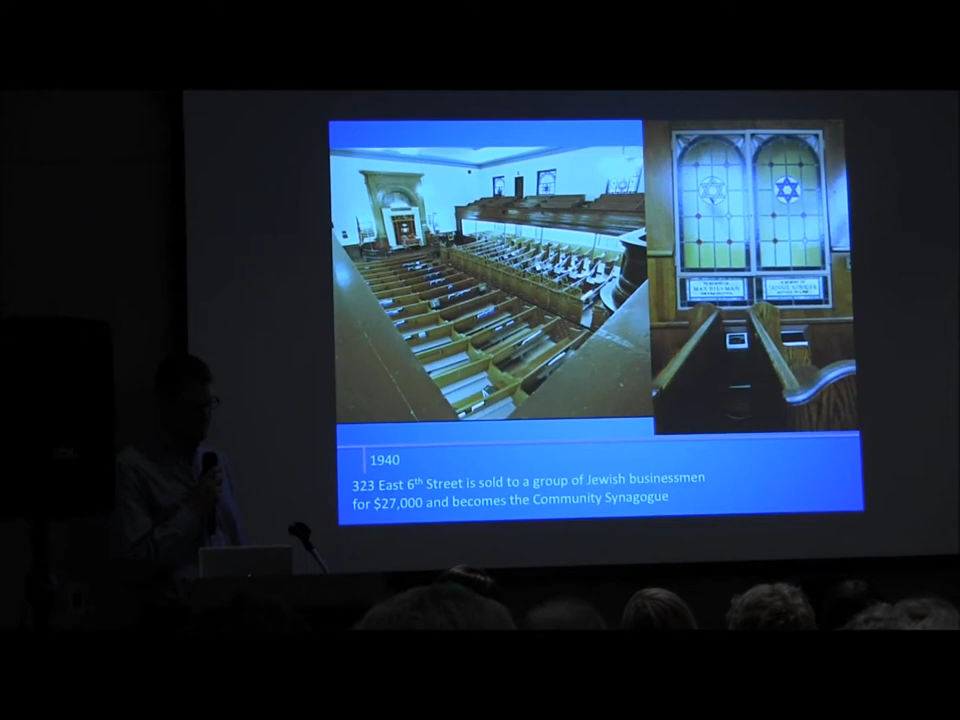 1940
323 East 6th Street is sold to a group of Jewish businessmen
for $27,000 and becomes the Community Synagogue